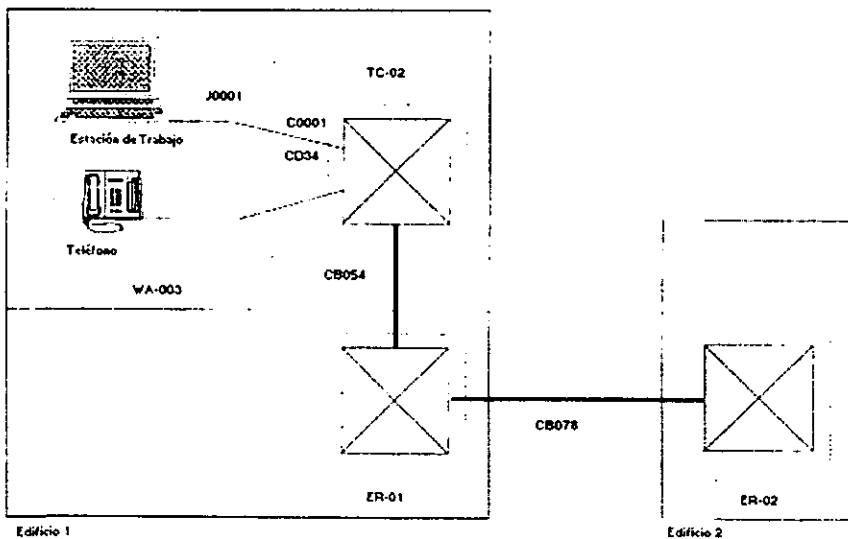 TC-02
J0001
C0001
Estación de Trabajo
CD34
Teléfono
CB054
WA-003
CB078
ER-01
ER-02
Edificio 1
Edificio 2